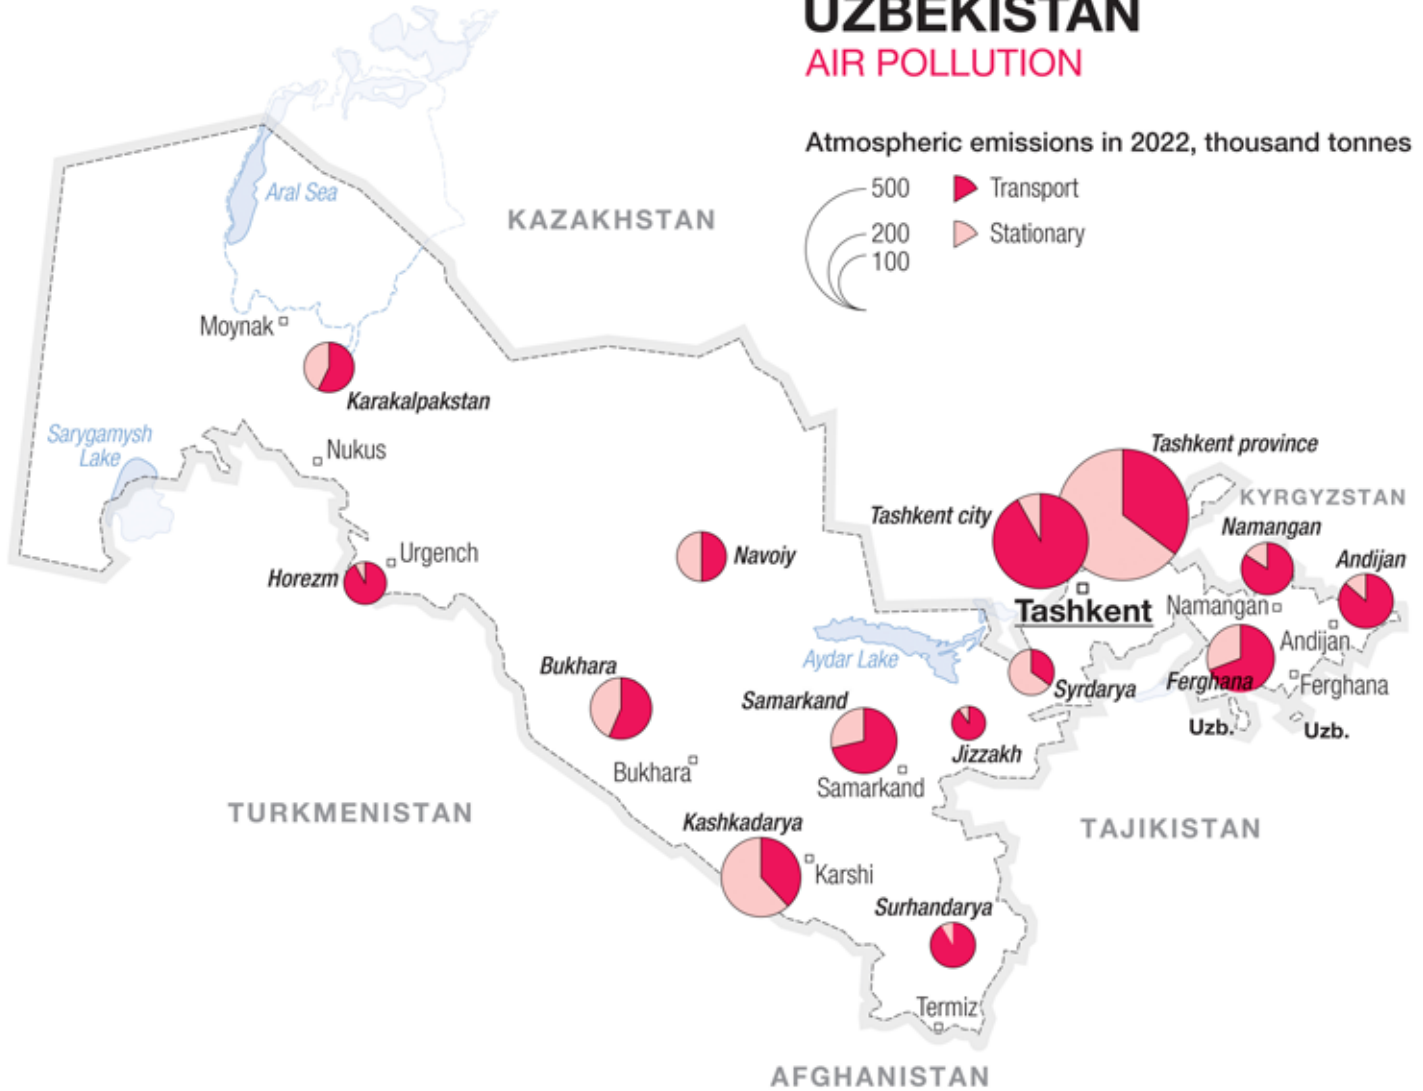 UZBEKISTAN
AIR POLLUTION
Atmospheric emissions in 2022, thousand tonnes
500
Transport
200
Stationary
100
Aral Sea
KAZAKHSTAN
Moynak
Karakalpakstan
Sarygamysh
Lake
Nukus
Tashkent province
KYRGYZSTAN
Tashkent city
Namangan
Andijan
Urgench
Navoiy
Horezm
Tashkent
Namangan
Andijan
Aydar Lake
Bukhara
Syrdarya
Ferghana
Ferghana
Samarkand
Uzb.
Uzb.
Jizzakh
Bukhara
Samarkand
TURKMENISTAN
Kashkadarya
TAJIKISTAN
Karshi
Surhandarya
Termiz
AFGHANISTAN